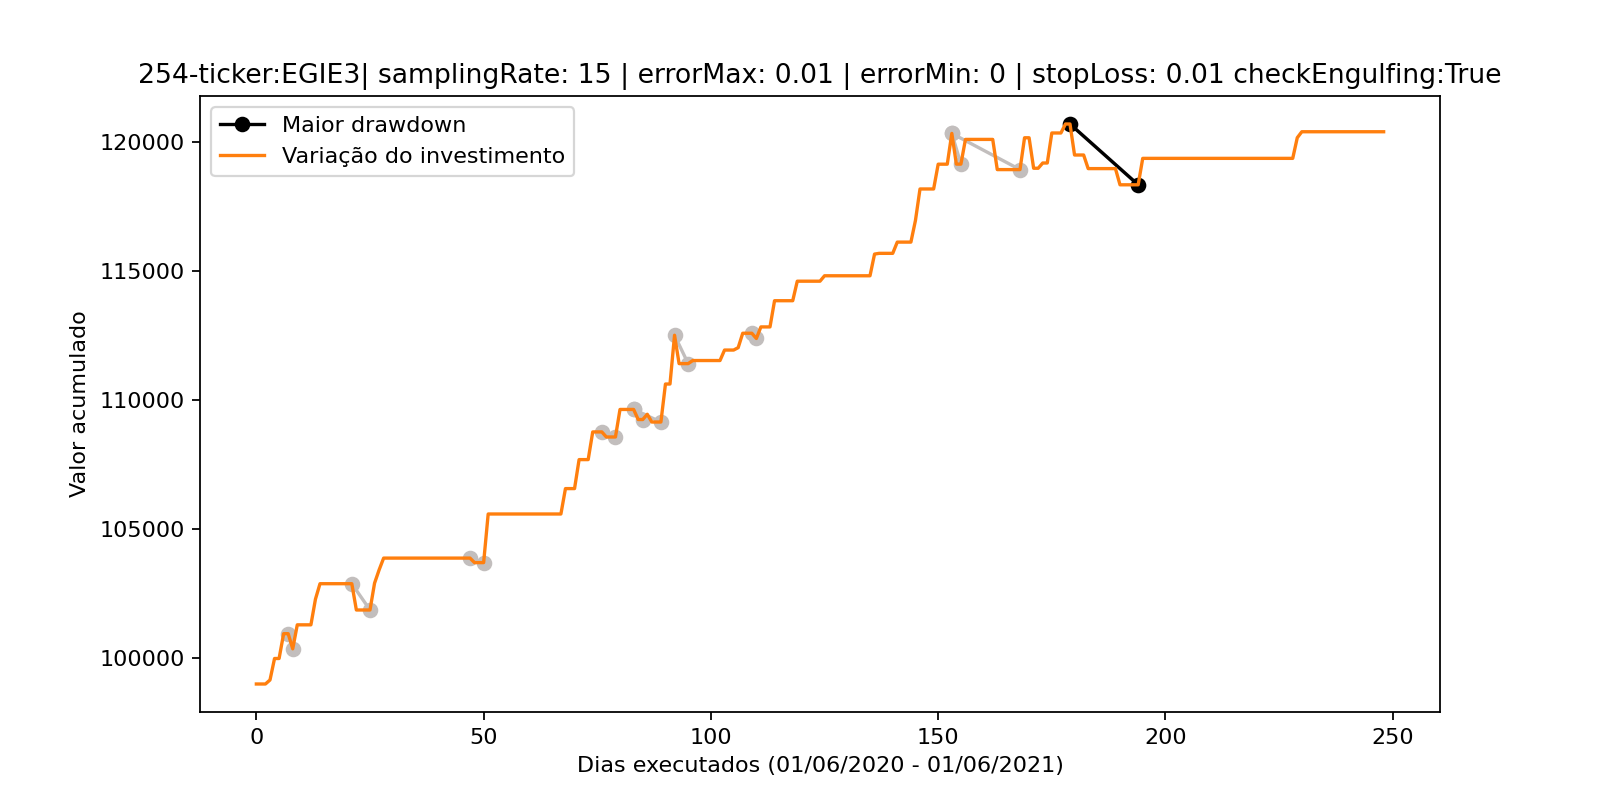 254-ticker:EGIE3| samplingRate: 15 | errorMax: 0.01 | errorMin: 0 | stopLoss: 0.01 checkEngulfing:True
Maior drawdown
Variação do investimento
Valor acumulado
120000
115000
110000
105000
100000
0 50 100 150 200 250
Dias executados (01/06/2020 - 01/06/2021)